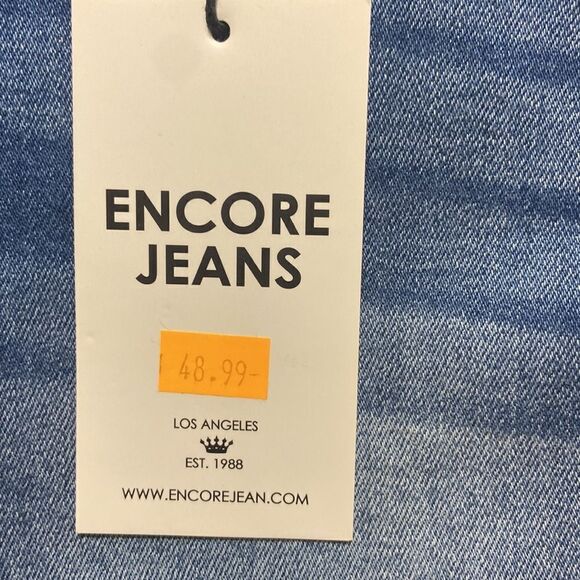 ENCORE
JEANS
48.99-
LOS ANGELES
EST. 1988
WWW.ENCOREJEAN.COM